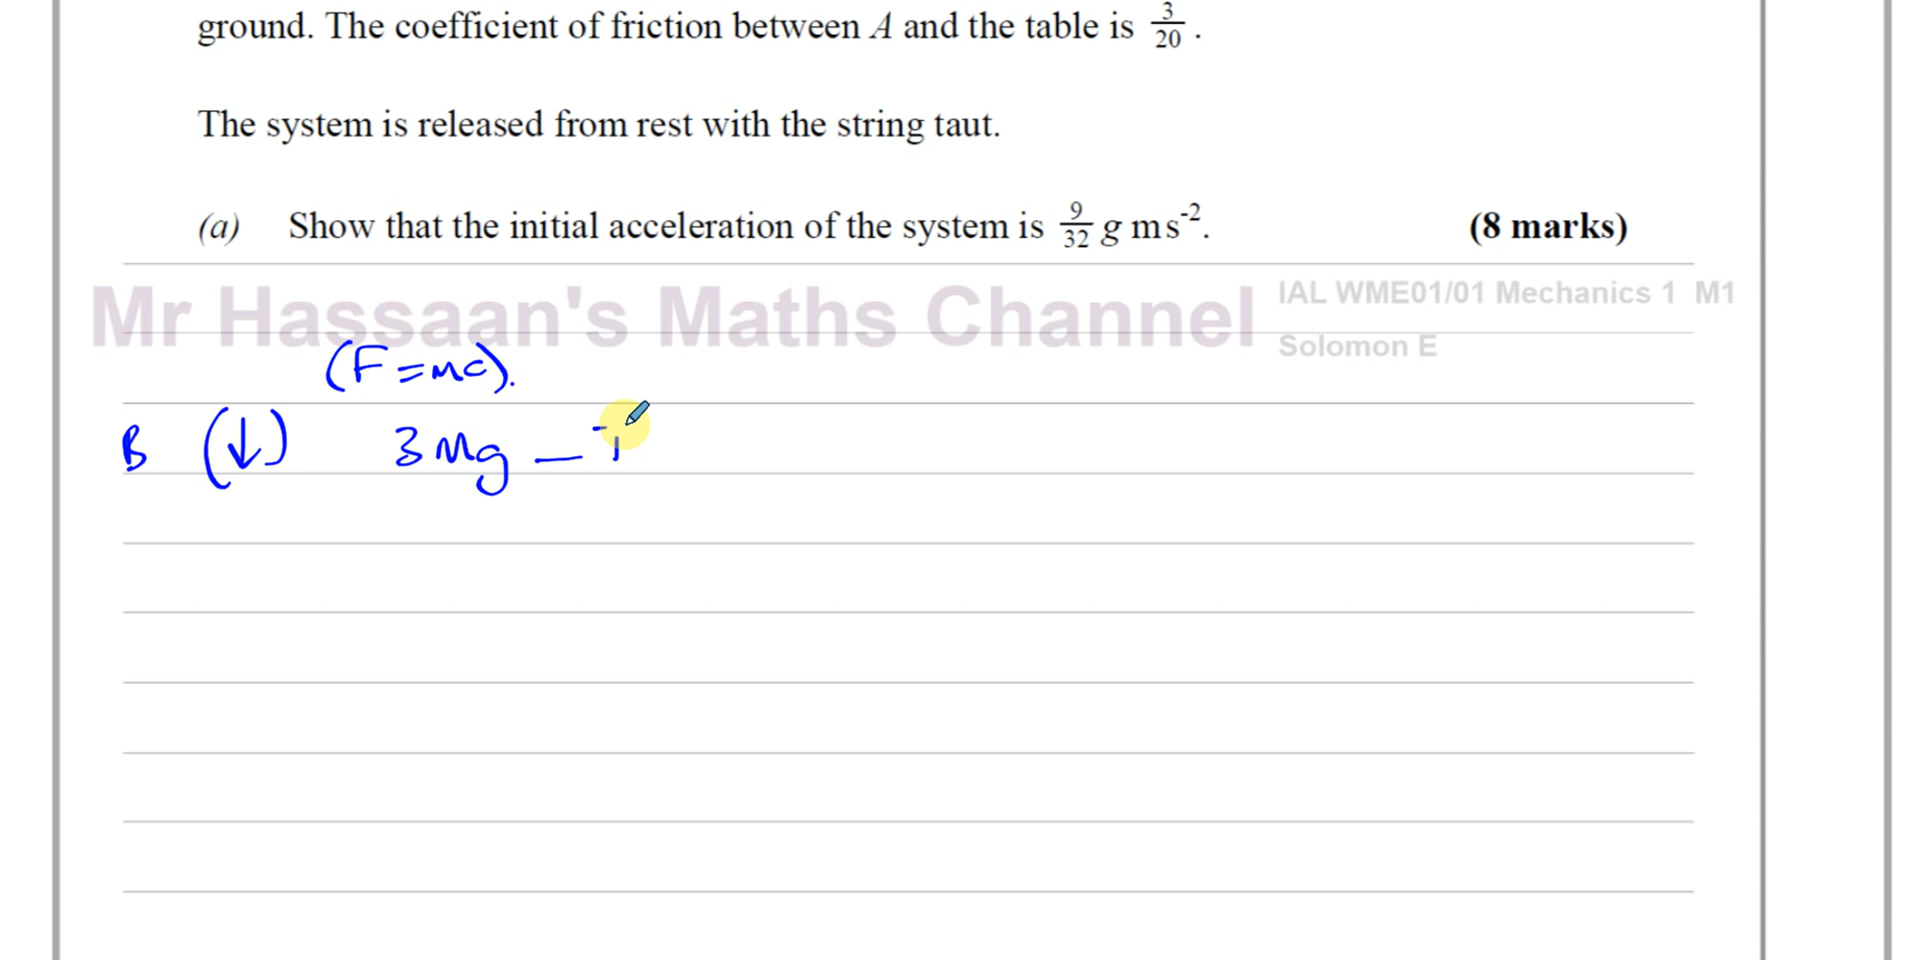 ground. The coefficient of friction between A and the table is 3/20 .
The system is released from rest with the string taut.
(a) Show that the initial acceleration of the system is 9/32 g ms⁻². (8 marks)
Mr Hassaan's Maths Channel IAL WME01/01 Mechanics 1 M1
Solomon E
(F = ma).
B (↓) 3mg – T